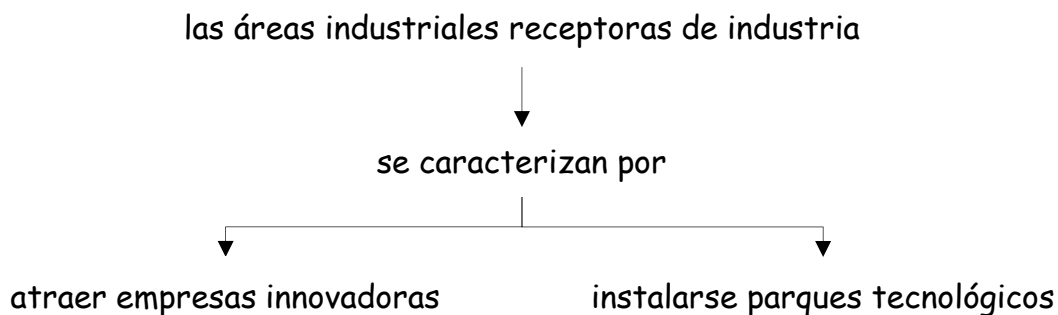 las áreas industriales receptoras de industria
se caracterizan por
atraer empresas innovadoras
instalarse parques tecnológicos